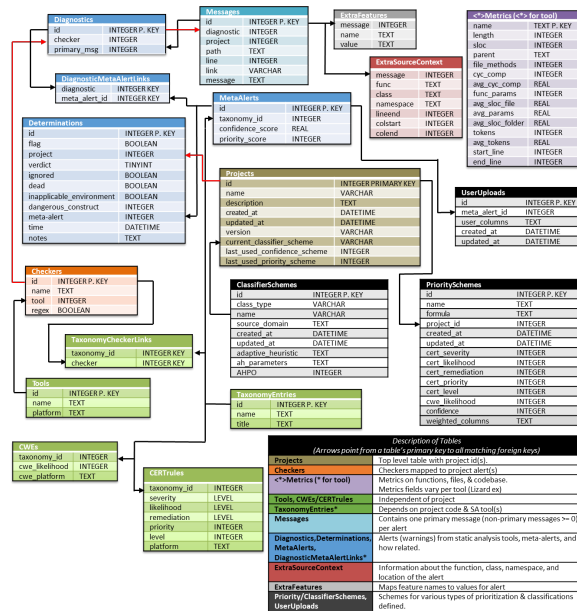 Diagnostics
id INTEGER P. KEY
checker INTEGER
primary_msg INTEGER
Messages
id INTEGER P. KEY
diagnostic INTEGER
project INTEGER
path TEXT
line INTEGER
link VARCHAR
message TEXT
ExtraFeatures
message INTEGER
name TEXT
value TEXT
<*>Metrics (<*> for tool)
name TEXT P. KEY
length INTEGER
sloc INTEGER
parent TEXT
file_methods INTEGER
cyc_comp INTEGER
avg_cyc_comp REAL
func_params INTEGER
avg_sloc_file REAL
avg_params REAL
avg_sloc_folder REAL
tokens INTEGER
avg_tokens REAL
start_line INTEGER
end_line INTEGER
ExtraSourceContext
message INTEGER
func TEXT
class TEXT
namespace TEXT
lineend INTEGER
colstart INTEGER
colend INTEGER
DiagnosticMetaAlertLinks
diagnostic INTEGER KEY
meta_alert_id INTEGER KEY
MetaAlerts
id INTEGER P. KEY
taxonomy_id INTEGER
confidence_score REAL
priority_score INTEGER
Determinations
id INTEGER P. KEY
flag BOOLEAN
project INTEGER
verdict TINYINT
ignored BOOLEAN
dead BOOLEAN
inapplicable_environment BOOLEAN
dangerous_construct INTEGER
meta-alert INTEGER
time DATETIME
notes TEXT
Projects
id INTEGER PRIMARY KEY
name VARCHAR
description TEXT
created_at DATETIME
updated_at DATETIME
version VARCHAR
current_classifier_scheme VARCHAR
last_used_confidence_scheme INTEGER
last_used_priority_scheme INTEGER
UserUploads
id INTEGER P. KEY
meta_alert_id INTEGER
user_columns TEXT
created_at DATETIME
updated_at DATETIME
Checkers
id INTEGER P. KEY
name TEXT
tool INTEGER
regex BOOLEAN
ClassifierSchemes
id INTEGER P. KEY
class_type VARCHAR
name VARCHAR
source_domain TEXT
created_at DATETIME
updated_at DATETIME
adaptive_heuristic TEXT
ah_parameters TEXT
AHPO INTEGER
PrioritySchemes
id INTEGER P. KEY
name TEXT
formula TEXT
project_id INTEGER
created_at DATETIME
updated_at DATETIME
cert_severity INTEGER
cert_likelihood INTEGER
cert_remediation INTEGER
cert_priority INTEGER
cert_level INTEGER
cwe_likelihood INTEGER
confidence INTEGER
weighted_columns TEXT
TaxonomyCheckerLinks
taxonomy_id INTEGER KEY
checker INTEGER KEY
Tools
id INTEGER P. KEY
name TEXT
platform TEXT
TaxonomyEntries
id INTEGER P. KEY
name TEXT
title TEXT
CWEs
taxonomy_id INTEGER
cwe_likelihood INTEGER
cwe_platform TEXT
CERTrules
taxonomy_id INTEGER
severity LEVEL
likelihood LEVEL
remediation LEVEL
priority INTEGER
level INTEGER
platform TEXT
Description of Tables
(Arrows point from a table's primary key to all matching foreign keys)
Projects Top level table with project id(s).
Checkers Checkers mapped to project alert(s)
<*>Metrics (* for tool) Metrics on functions, files, & codebase.
Metrics fields vary per tool (Lizard ex)
Tools, CWEs/CERTrules Independent of project
TaxonomyEntries* Depends on project code & SA tool(s)
Messages Contains one primary message (non-primary messages >= 0)
per alert
Diagnostics,Determinations, Alerts (warnings) from static analysis tools, meta-alerts, and
MetaAlerts, how related.
DiagnosticMetaAlertLinks*
ExtraSourceContext Information about the function, class, namespace, and
location of the alert
ExtraFeatures Maps feature names to values for alert
Priority/ClassifierSchemes, Schemes for various types of prioritization & classifications
UserUploads defined.